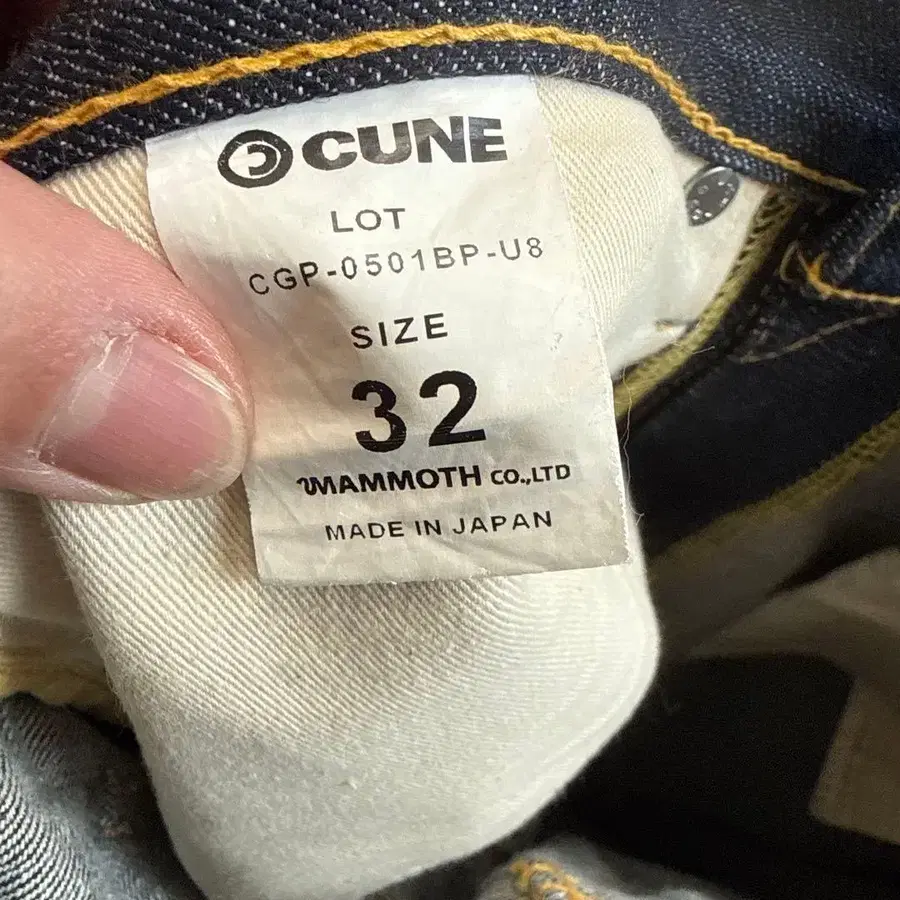 CUNE
LOT
CGP-0501BP-U8
SIZE
32
MAMMOTH CO.,LTD
MADE IN JAPAN